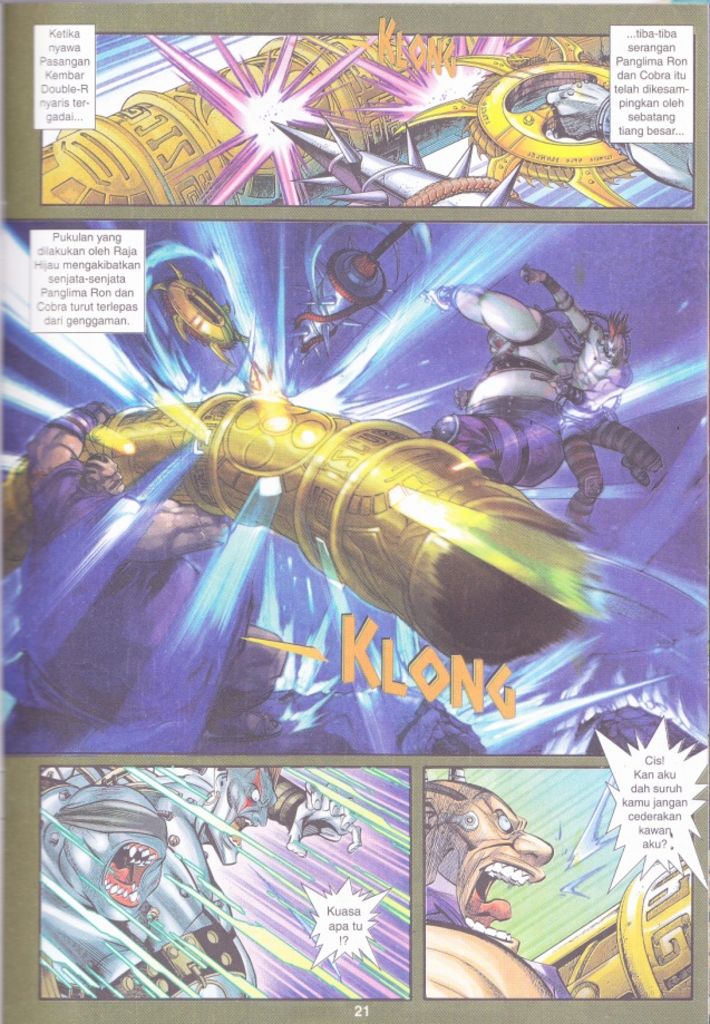 Ketika
nyawa
Pasangan
Kembar
Double-R
nyaris ter-
gadai...
KLONG
...tiba-tiba
serangan
Panglima Ron
dan Cobra itu
telah dikesam-
pingkan oleh
sebatang
tiang besar...
Pukulan yang
dilakukan oleh Raja
Hijau mengakibatkan
senjata-senjata
Panglima Ron dan
Cobra turut terlepas
dari genggaman.
KLONG
Kuasa
apa tu
!?
Cis!
Kan aku
dah suruh
kamu jangan
cederakan
kawan
aku?
21